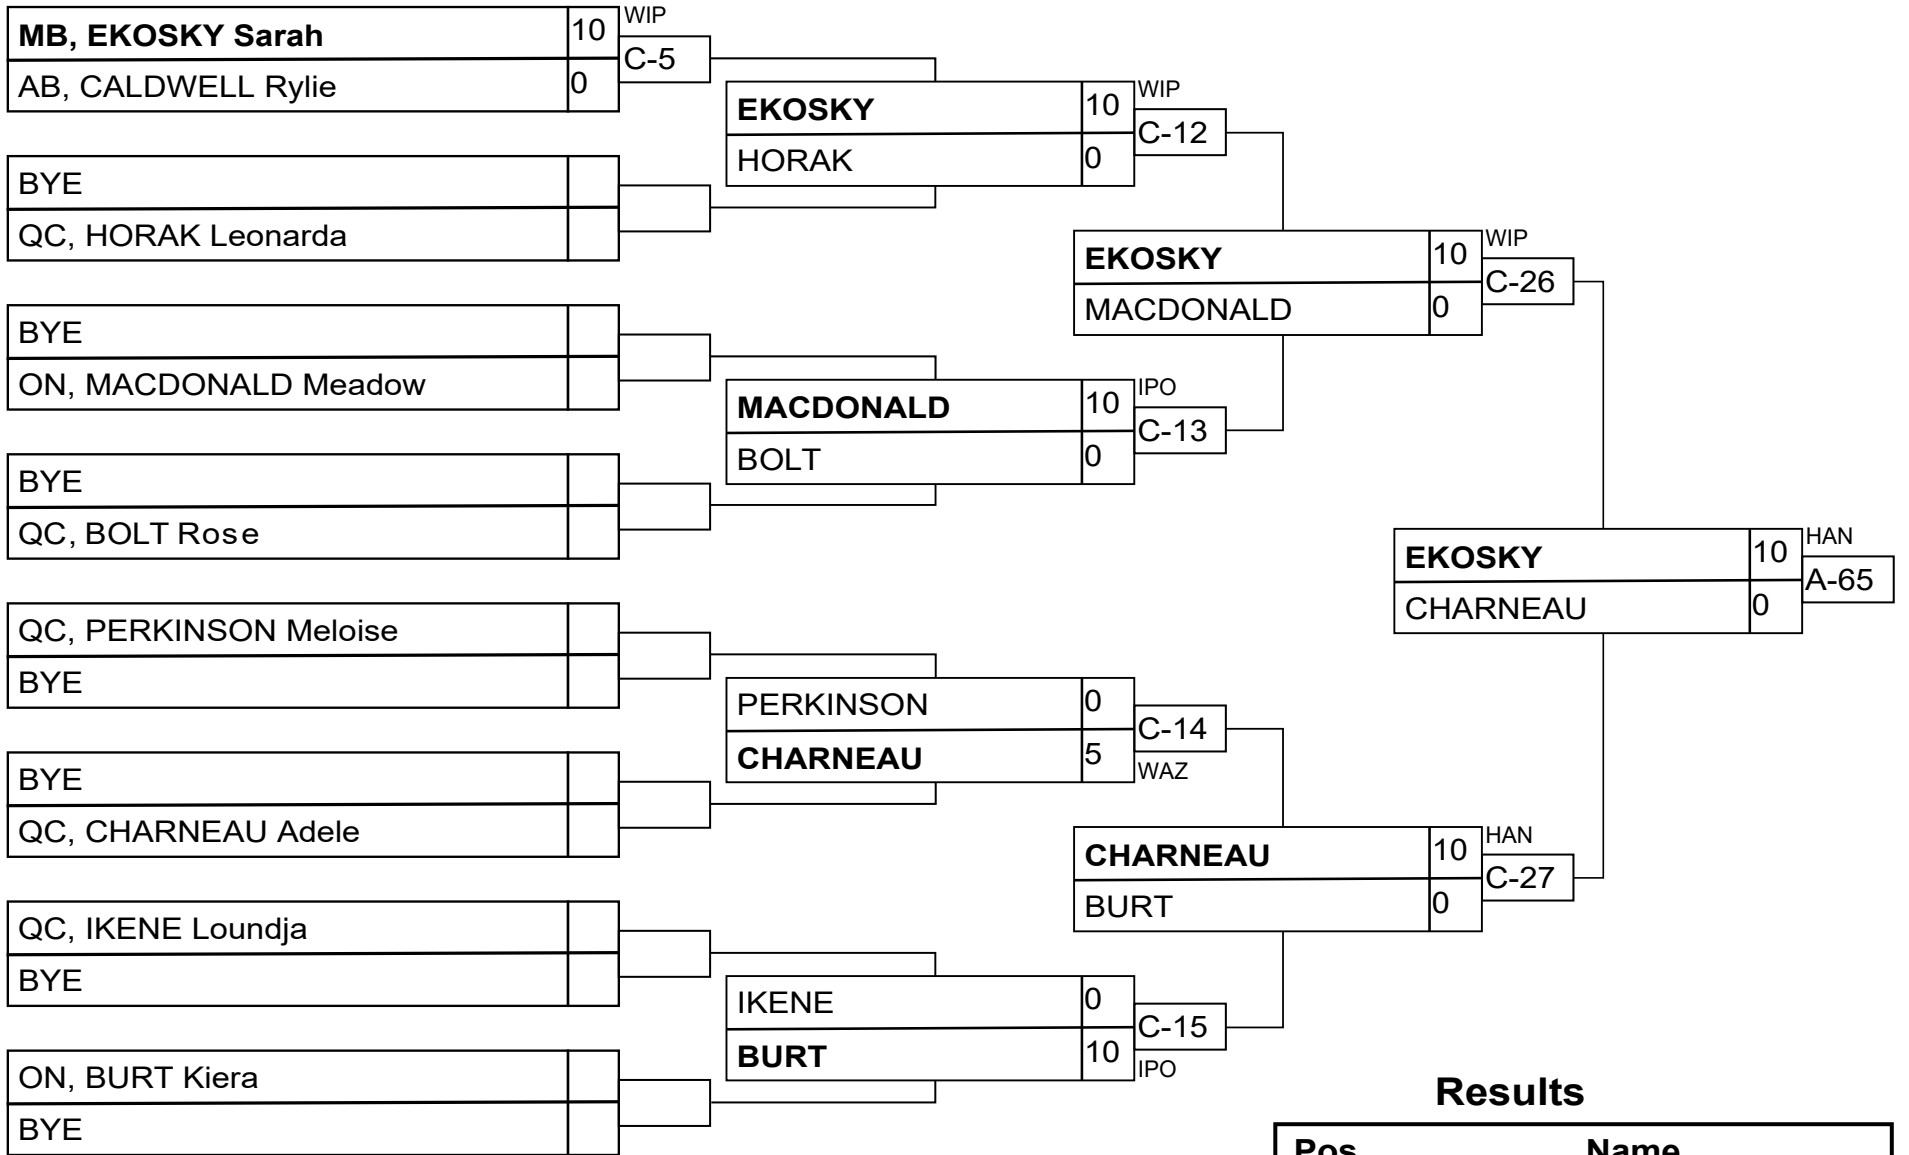 MB, EKOSKY Sarah 10 WIP
AB, CALDWELL Rylie 0 C-5
BYE
QC, HORAK Leonarda
BYE
ON, MACDONALD Meadow
BYE
QC, BOLT Rose
QC, PERKINSON Meloise
BYE
BYE
QC, CHARNEAU Adele
QC, IKENE Loundja
BYE
ON, BURT Kiera
BYE
EKOSKY 10 WIP
HORAK 0 C-12
MACDONALD 10 IPO
BOLT 0 C-13
PERKINSON 0 C-14
CHARNEAU 5 WAZ
IKENE 0 C-15
BURT 10 IPO
EKOSKY 10 WIP
MACDONALD 0 C-26
CHARNEAU 10 HAN
BURT 0 C-27
EKOSKY 10 HAN
CHARNEAU 0 A-65
Results
Pos Name